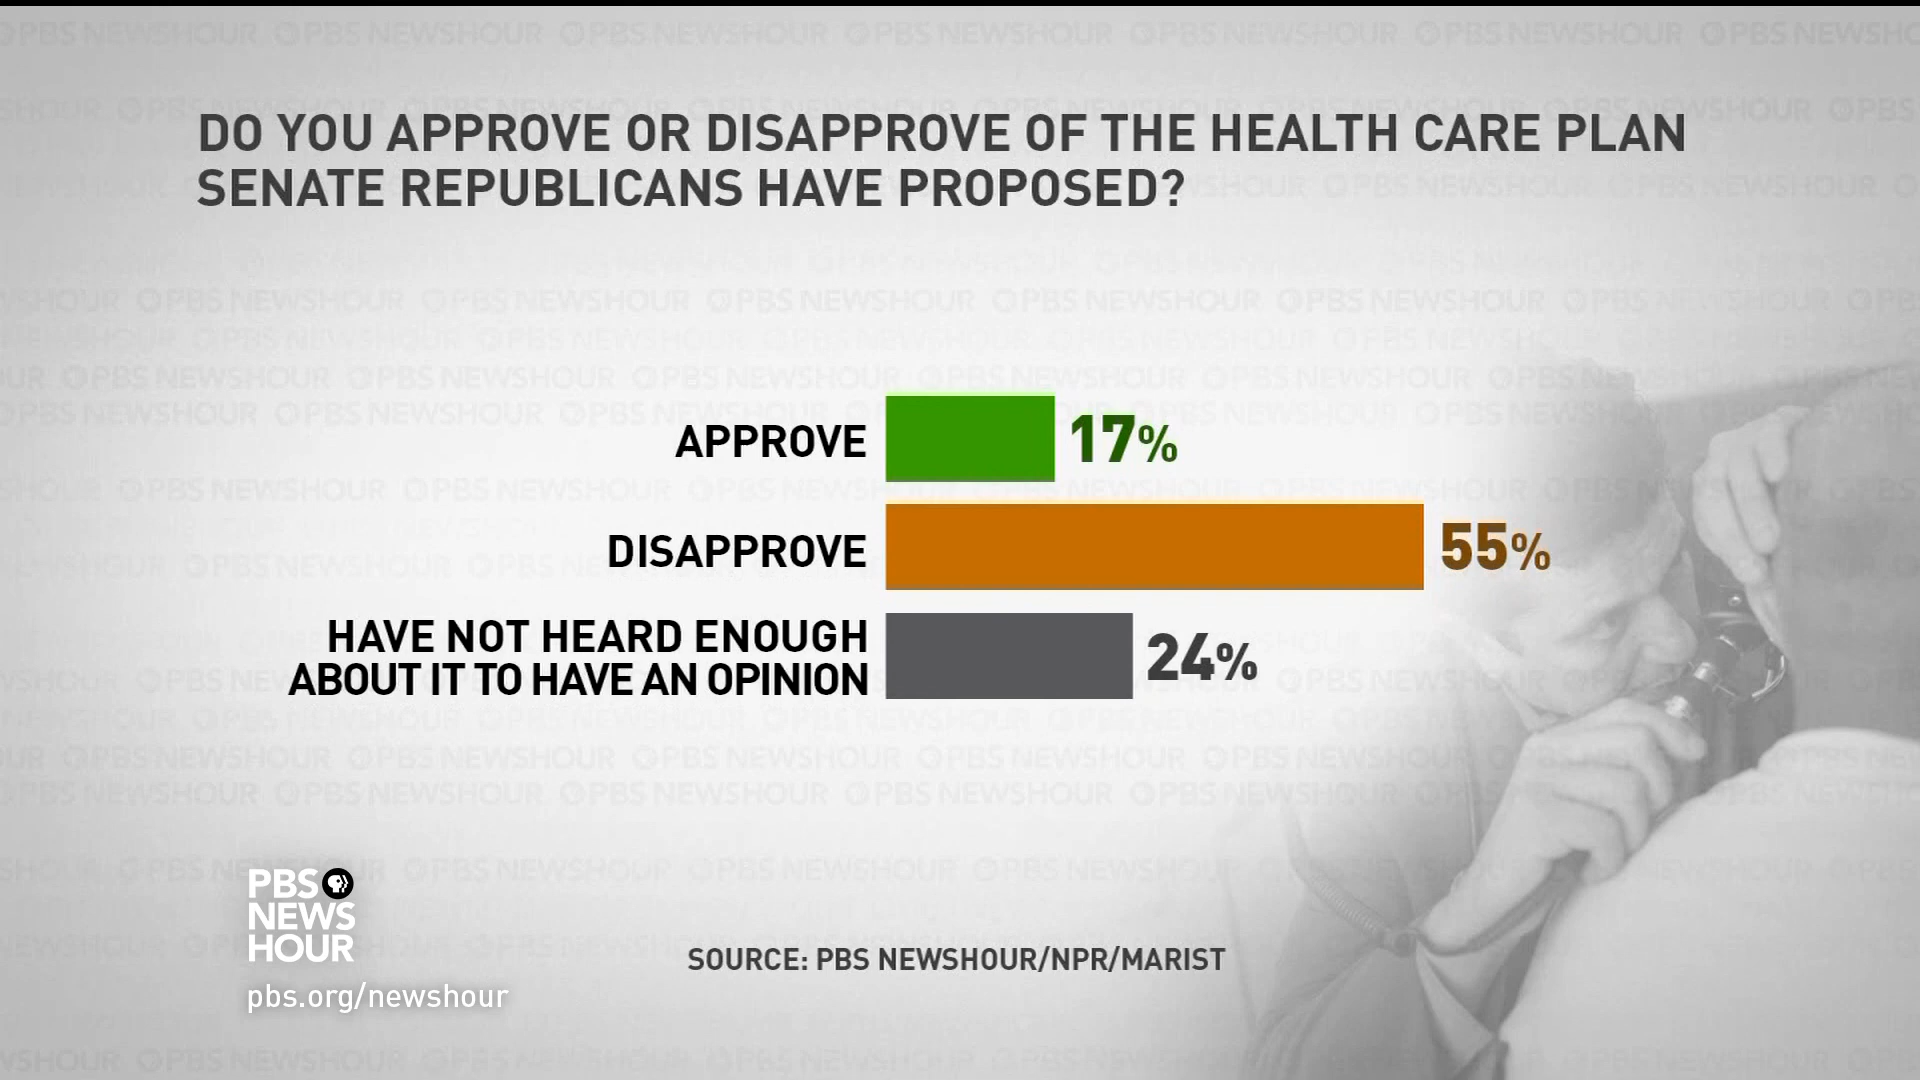 DO YOU APPROVE OR DISAPPROVE OF THE HEALTH CARE PLAN
SENATE REPUBLICANS HAVE PROPOSED?
APPROVE 17%
DISAPPROVE 55%
HAVE NOT HEARD ENOUGH
ABOUT IT TO HAVE AN OPINION 24%
SOURCE: PBS NEWSHOUR/NPR/MARIST
PBS
NEWS
HOUR
pbs.org/newshour